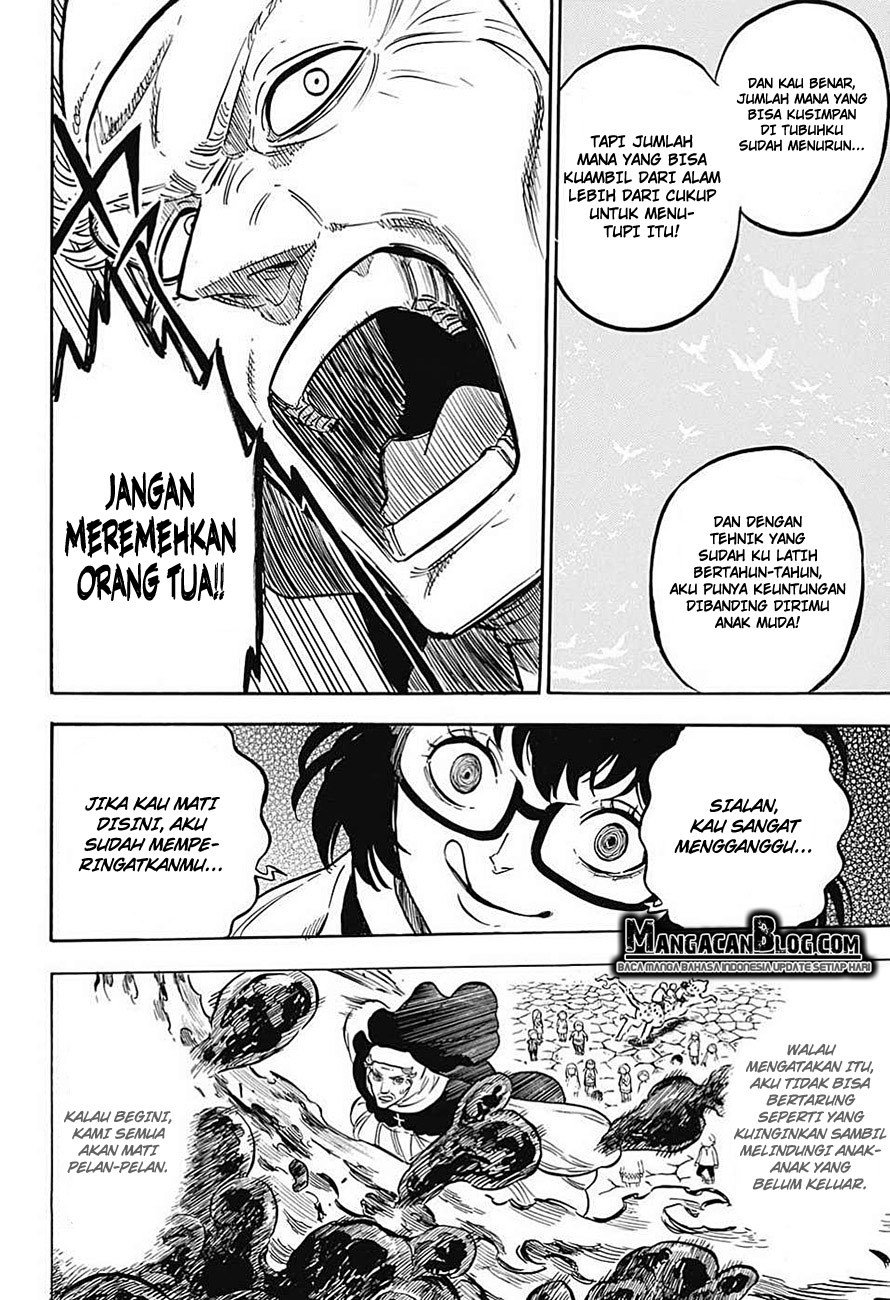 DAN KAU BENAR,
JUMLAH MANA YANG
BISA KUSIMPAN
DI TUBUHKU
SUDAH MENURUN...
TAPI JUMLAH
MANA YANG BISA
KUAMBIL DARI ALAM
LEBIH DARI CUKUP
UNTUK MENU-
TUPI ITU!
DAN DENGAN
TEHNIK YANG
SUDAH KU LATIH
BERTAHUN-TAHUN,
AKU PUNYA KEUNTUNGAN
DIBANDING DIRIMU
ANAK MUDA!
JANGAN
MEREMEHKAN
ORANG TUA!!
SIALAN,
KAU SANGAT
MENGGANGGU...
JIKA KAU MATI
DISINI, AKU
SUDAH MEMPE-
RINGATKANMU...
MANGACANBLOG.COM
BACA MANGA BAHASA INDONESIA UPDATE SETIAP HARI
WALAU
MENGATAKAN ITU,
AKU TIDAK BISA
BERTARUNG
SEPERTI YANG
KUINGINKAN SAMBIL
MELINDUNGI ANAK-
ANAK YANG
BELUM KELUAR.
KALAU BEGINI,
KAMI SEMUA
AKAN MATI
PELAN-PELAN.